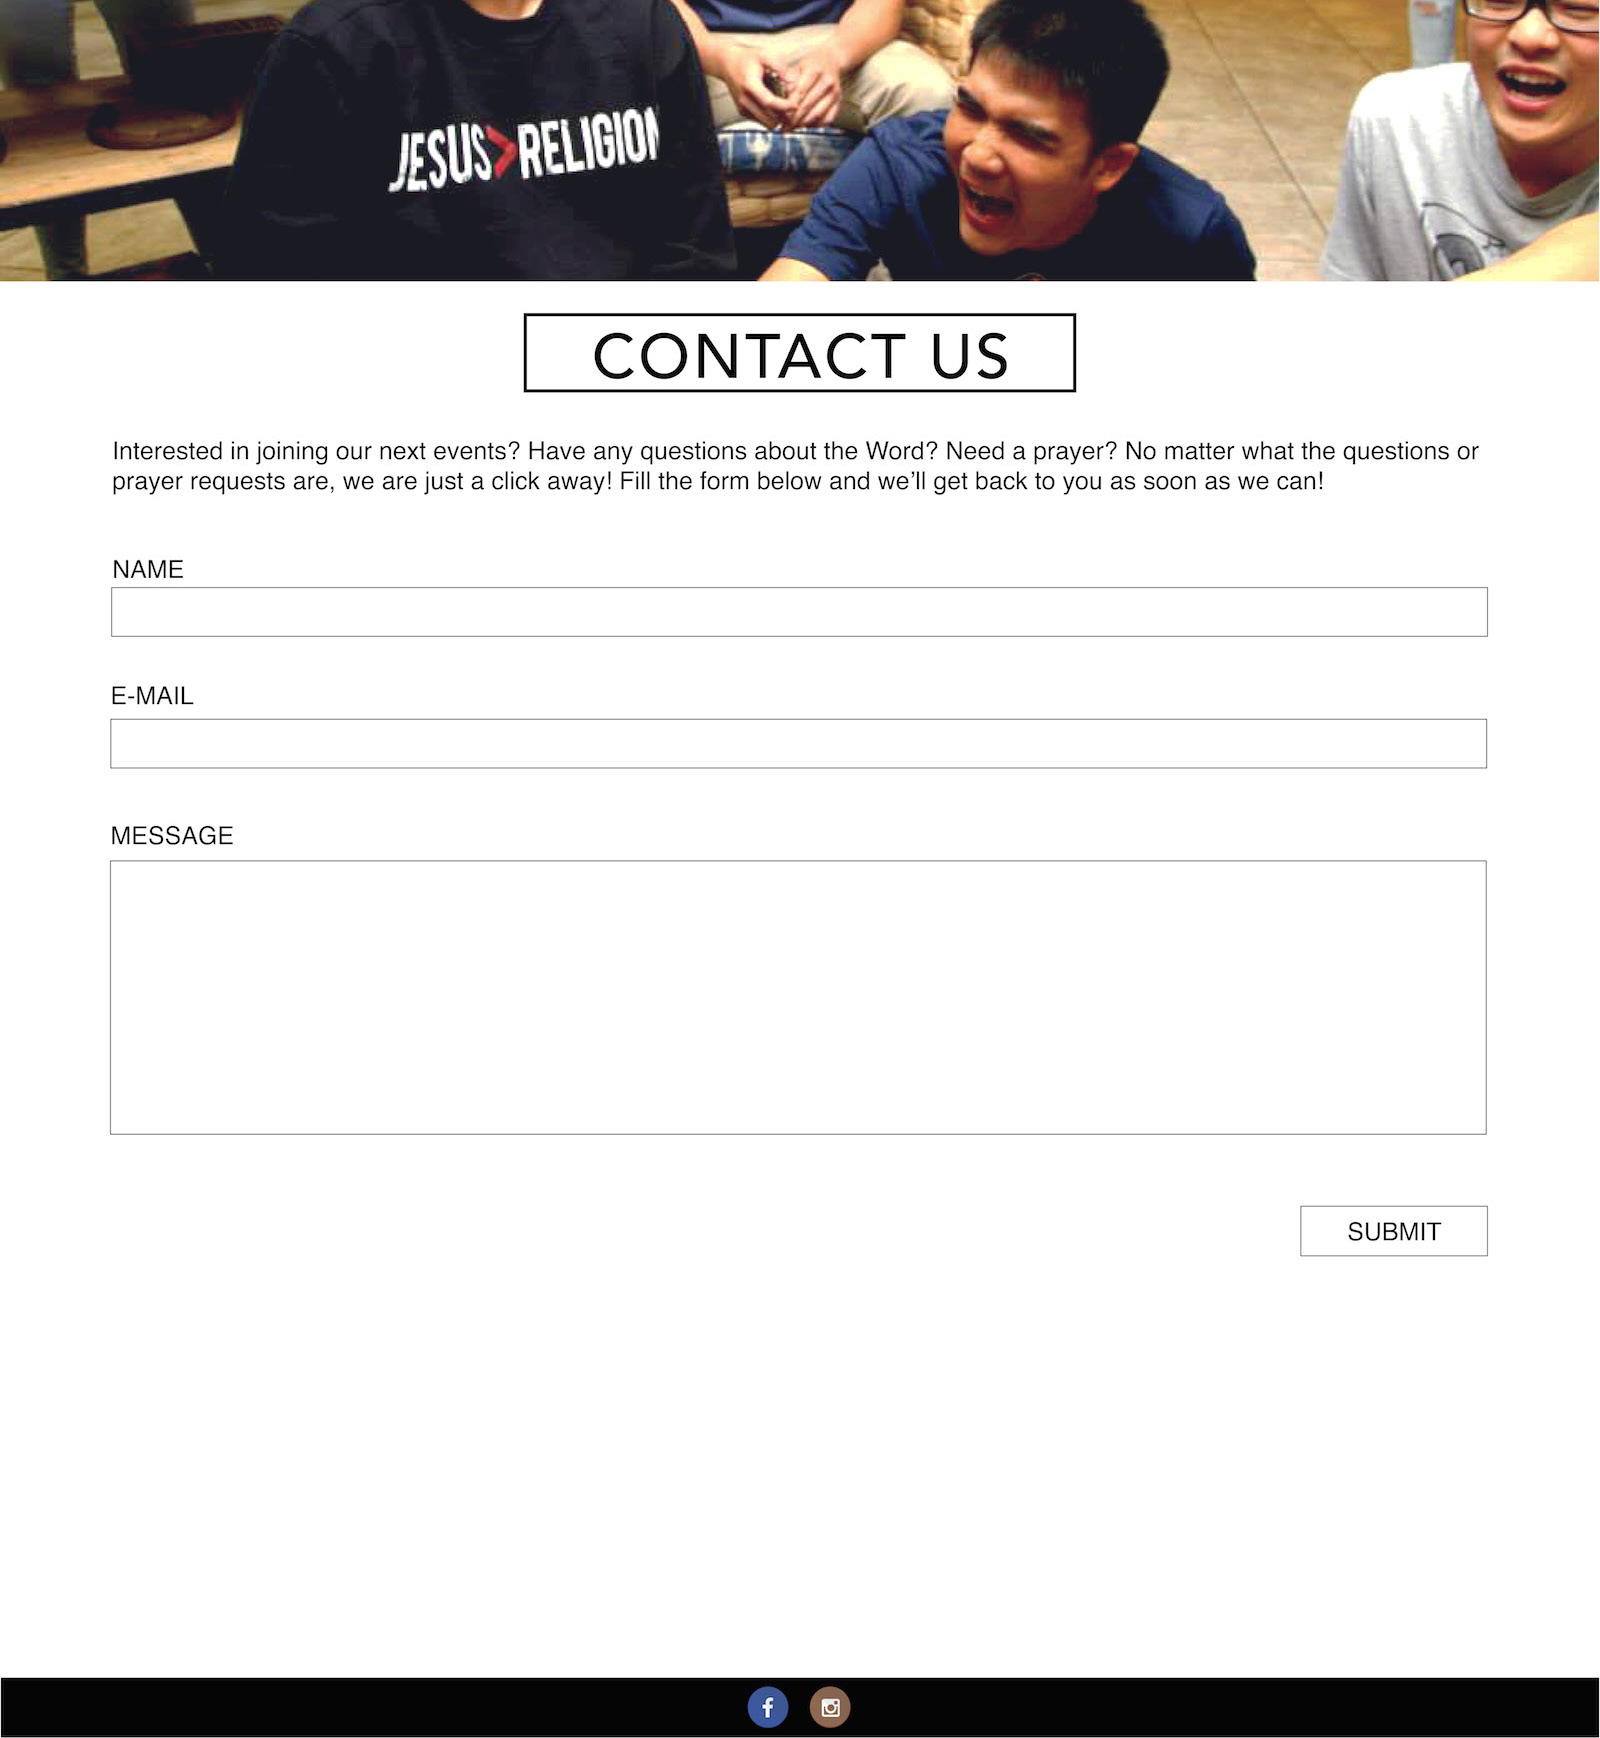 JESUS>RELIGION
CONTACT US
Interested in joining our next events? Have any questions about the Word? Need a prayer? No matter what the questions or
prayer requests are, we are just a click away! Fill the form below and we’ll get back to you as soon as we can!
NAME
E-MAIL
MESSAGE
SUBMIT